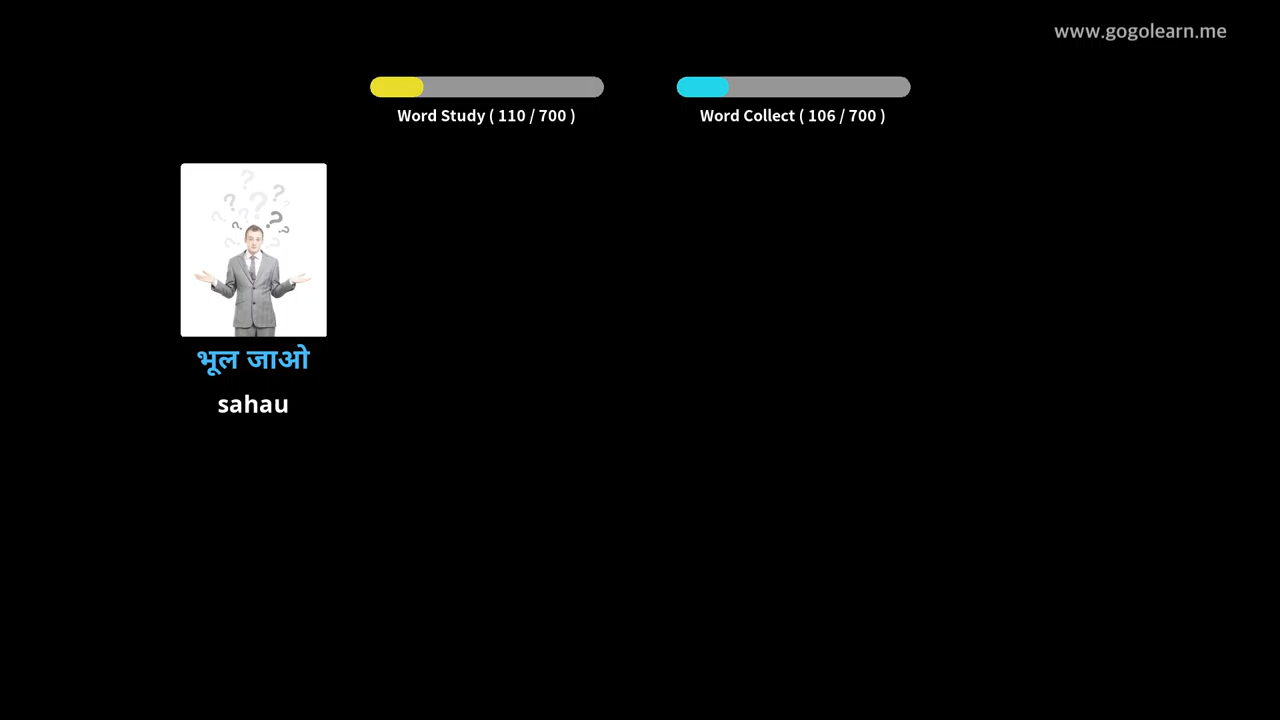 www.gogolearn.me
Word Study ( 110 / 700 )
Word Collect ( 106 / 700 )
भूल जाओ
sahau